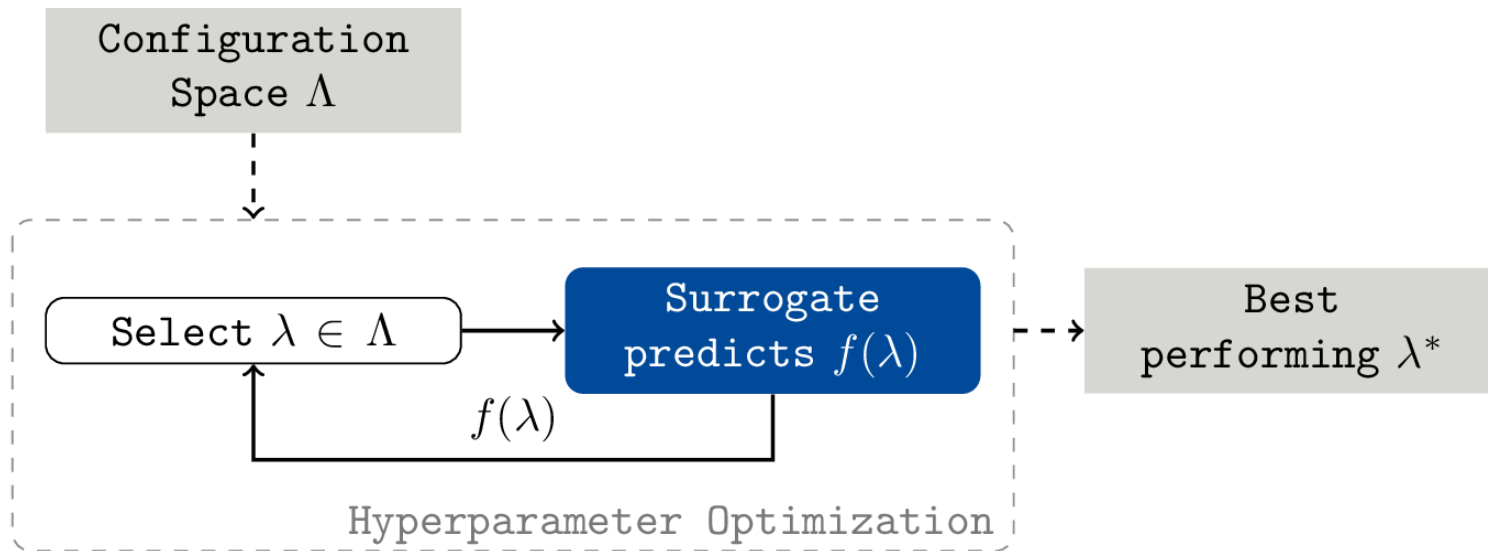 Configuration
Space Λ
Select λ ∈ Λ
Surrogate
predicts f(λ)
f(λ)
Best
performing λ*
Hyperparameter Optimization